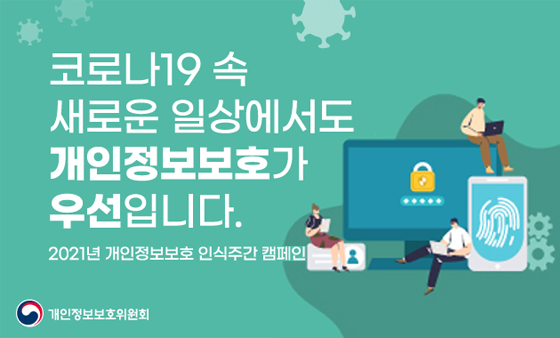 코로나19 속
새로운 일상에서도
개인정보보호가
우선입니다.
2021년 개인정보보호 인식주간 캠페인
개인정보보호위원회